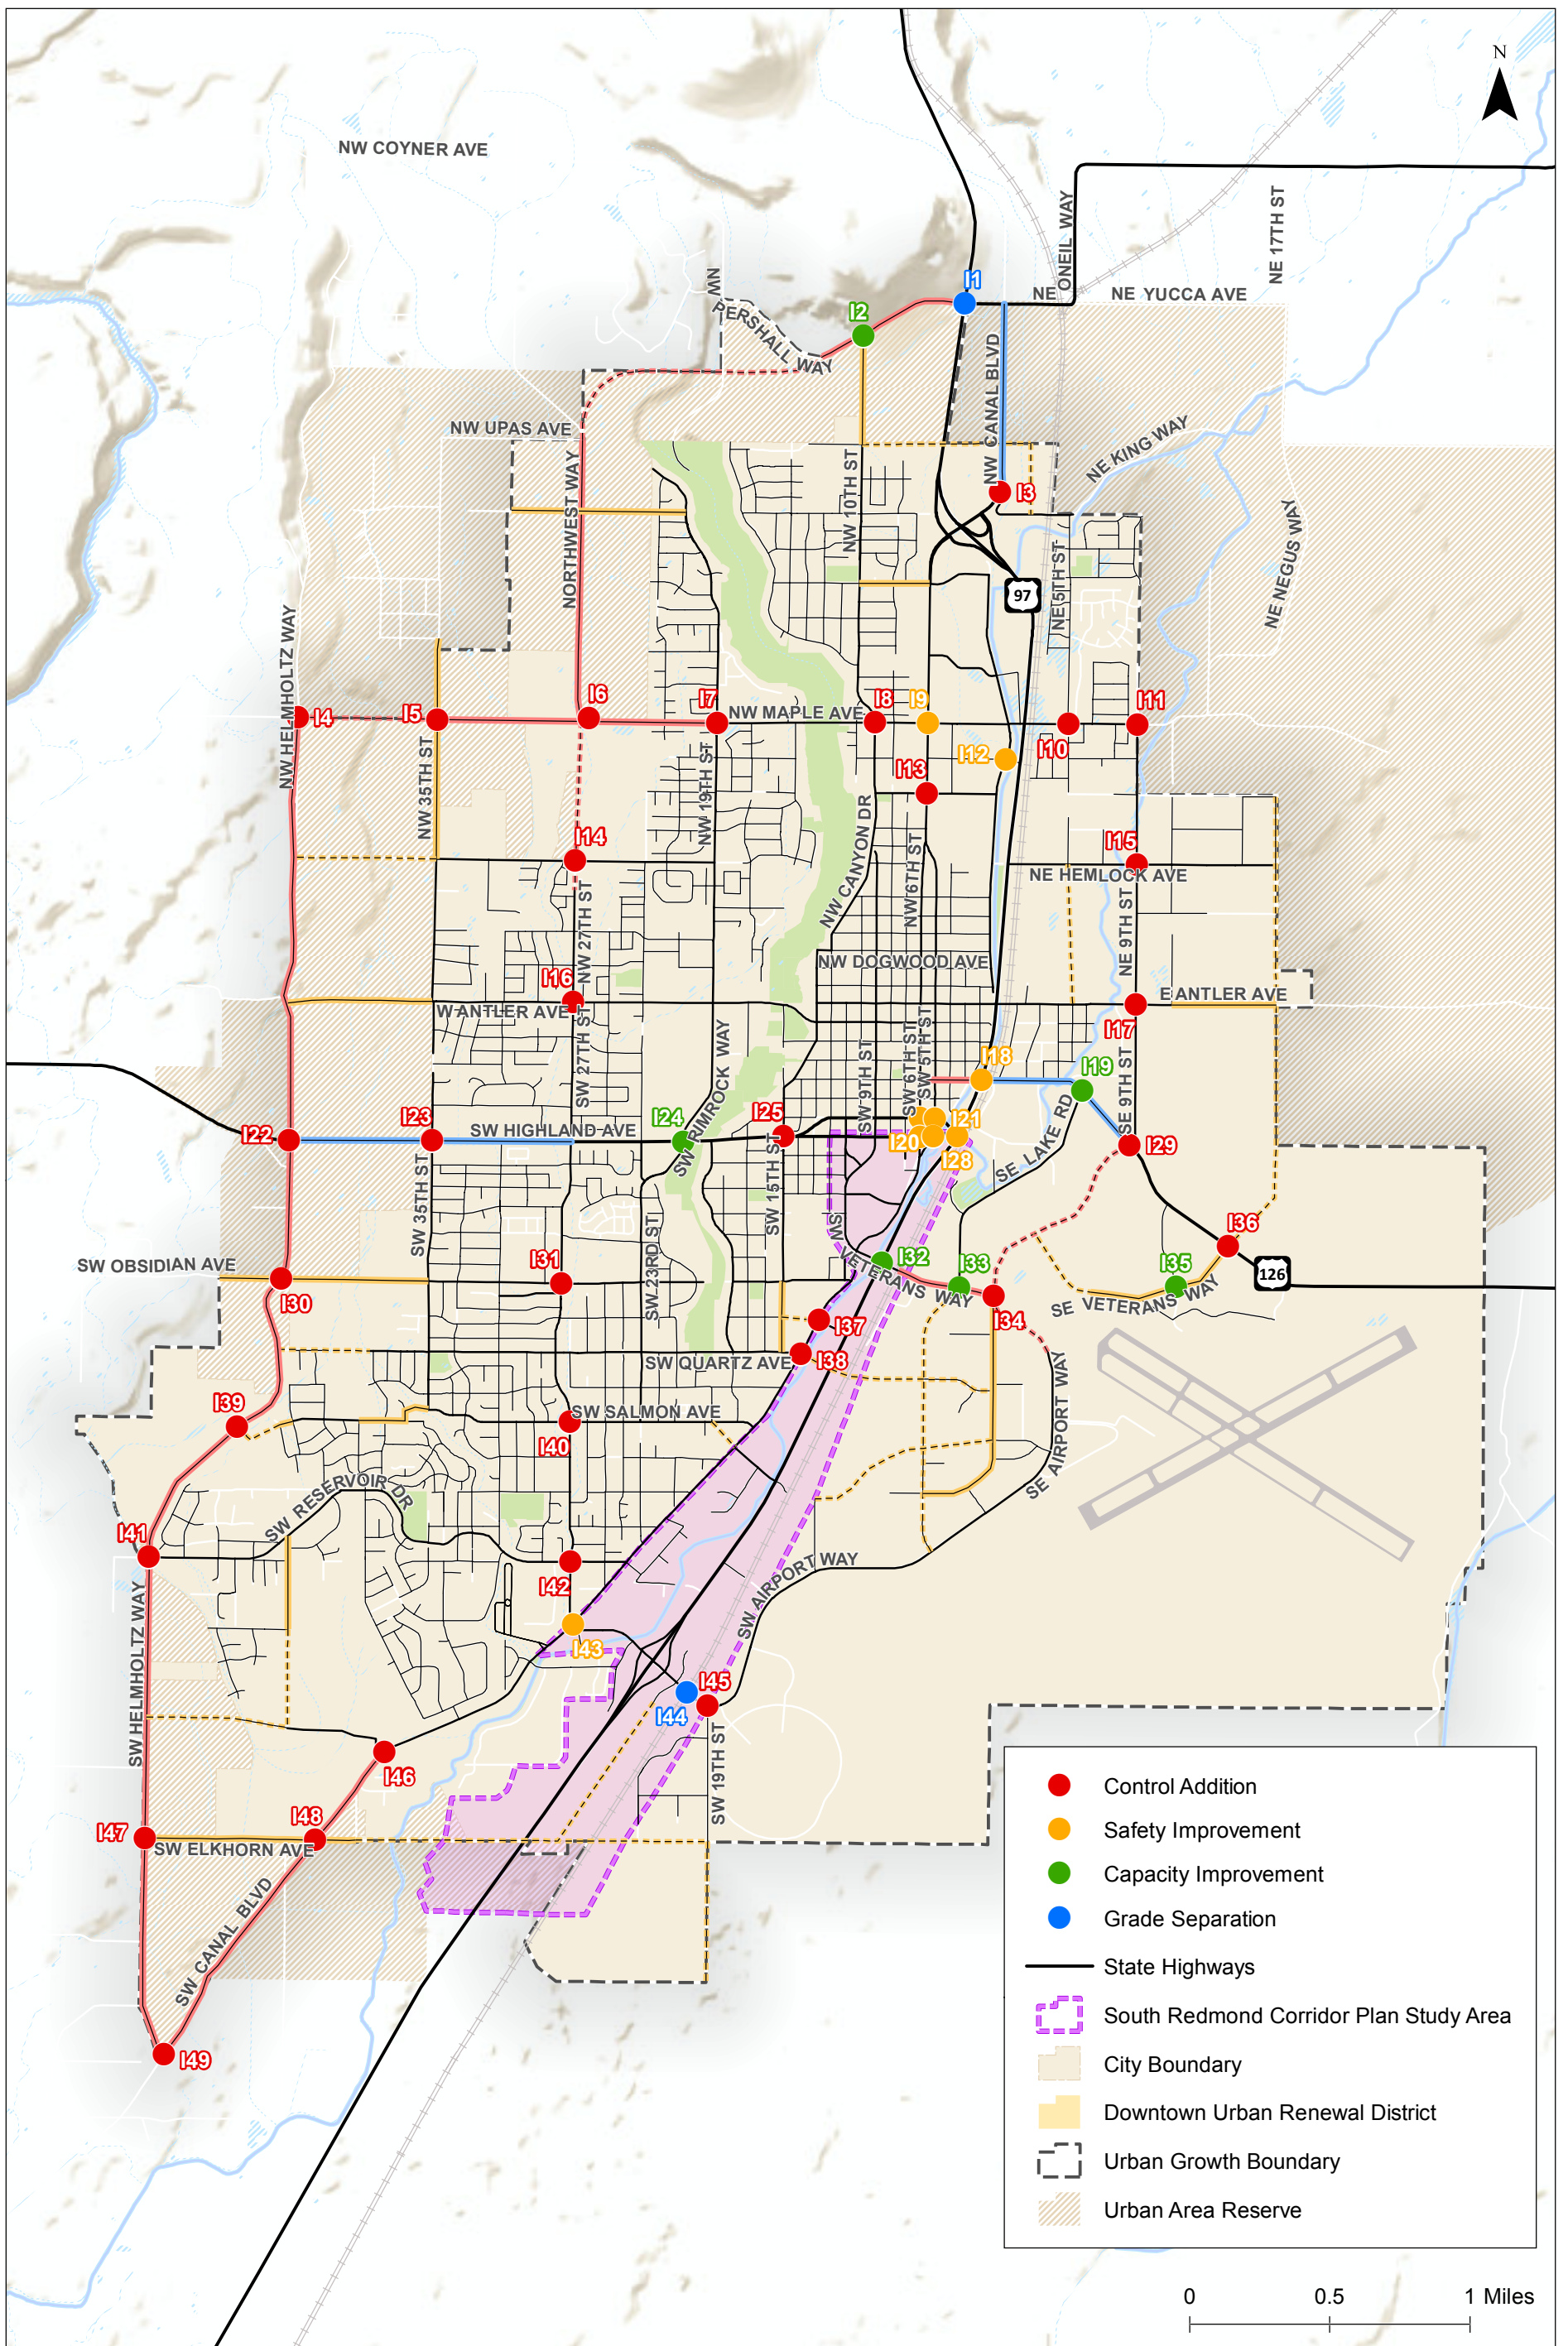 N
NW COYNER AVE
NE 17TH ST
NE ONEIL WAY
NE YUCCA AVE
I1
I2
NW PERSHALL WAY
NW CANAL BLVD
NW UPAS AVE
NE KING WAY
NORTHWEST WAY
NW 10TH ST
I3
NE NEGUS WAY
97
NE 5TH ST
NW HELMHOLTZ WAY
I4
I5
I6
I7
NW MAPLE AVE
I8
I9
I10
I11
I12
NW 35TH ST
NW 19TH ST
I13
NW CANYON DR
NW 6TH ST
I14
I15
NE HEMLOCK AVE
NW 27TH ST
NE 9TH ST
NW DOGWOOD AVE
I16
W ANTLER AVE
E ANTLER AVE
I17
SW 27TH ST
SW RIMROCK WAY
SW 9TH ST
SW 6TH ST
SW 5TH ST
I18
I19
SE 9TH ST
SE LAKE RD
I20
I21
I22
I23
SW HIGHLAND AVE
I24
I25
I28
I29
SW 35TH ST
SW 15TH ST
SW 23RD ST
SW OBSIDIAN AVE
I30
I31
SW VETERANS WAY
I32
I33
I34
SE VETERANS WAY
I35
I36
126
I37
SW QUARTZ AVE
I38
I39
SW SALMON AVE
I40
SE AIRPORT WAY
SW RESERVOIR DR
I41
I42
SW AIRPORT WAY
SW HELMHOLTZ WAY
I43
I44
I45
SW 19TH ST
I46
I47
I48
SW ELKHORN AVE
SW CANAL BLVD
I49
Control Addition
Safety Improvement
Capacity Improvement
Grade Separation
State Highways
South Redmond Corridor Plan Study Area
City Boundary
Downtown Urban Renewal District
Urban Growth Boundary
Urban Area Reserve
0 0.5 1 Miles